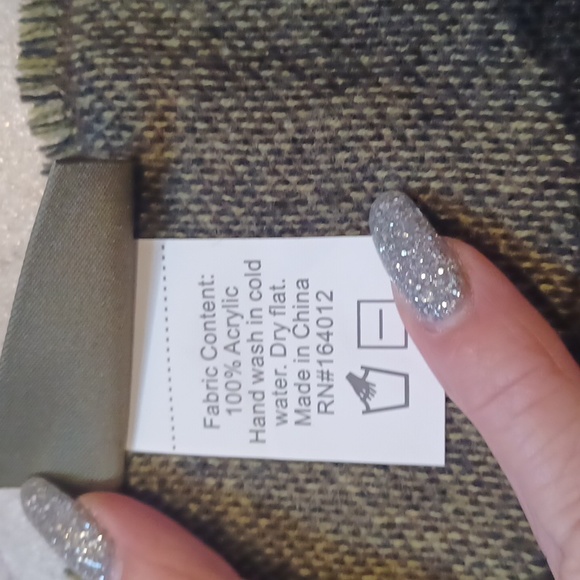 Fabric Content:
100% Acrylic
Hand wash in cold
water. Dry flat.
Made in China
RN#164012